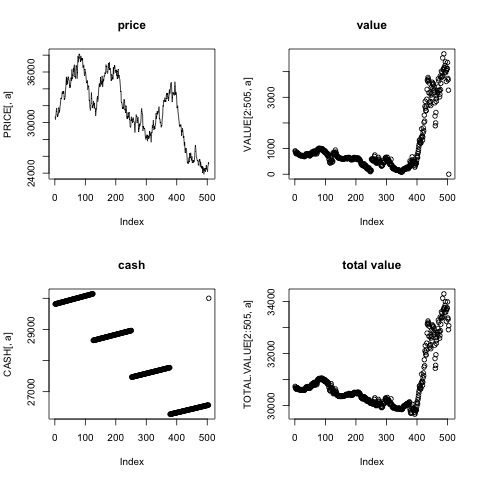 price
PRICE[, a]
24000 30000 36000
0 100 200 300 400 500
Index
value
VALUE[2:505, a]
0 1000 3000
0 100 200 300 400 500
Index
cash
CASH[, a]
27000 29000
0 100 200 300 400 500
Index
total value
TOTAL.VALUE[2:505, a]
30000 32000 34000
0 100 200 300 400 500
Index